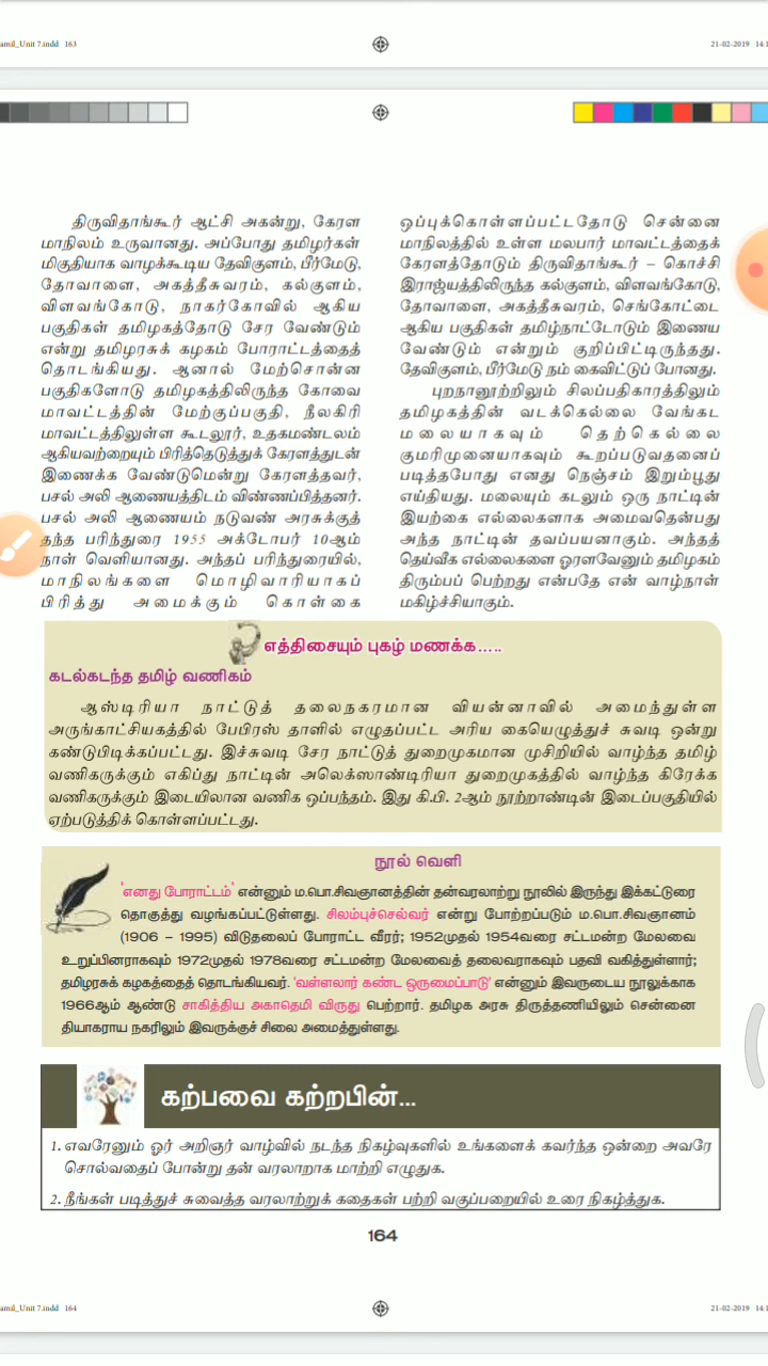 amil_Unit 7.indd 163
21-02-2019 14:1
திருவிதாங்கூர் ஆட்சி அகன்று, கேரள
மாநிலம் உருவானது. அப்போது தமிழர்கள்
மிகுதியாக வாழக்கூடிய தேவிகுளம், பீர்மேடு,
தோவாளை, அகத்தீசுவரம், கல்குளம்,
விளவங்கோடு, நாகர்கோவில் ஆகிய
பகுதிகள் தமிழகத்தோடு சேர வேண்டும்
என்று தமிழரசுக் கழகம் போராட்டத்தைத்
தொடங்கியது. ஆனால் மேற்சொன்ன
பகுதிகளோடு தமிழகத்திலிருந்த கோவை
மாவட்டத்தின் மேற்குப்பகுதி, நீலகிரி
மாவட்டத்திலுள்ள கூடலூர், உதகமண்டலம்
ஆகியவற்றையும் பிரித்தெடுத்துக் கேரளத்துடன்
இணைக்க வேண்டுமென்று கேரளத்தவர்,
பசல் அலி ஆணையத்திடம் விண்ணப்பித்தனர்.
பசல் அலி ஆணையம் நடுவண் அரசுக்குத்
தந்த பரிந்துரை 1955 அக்டோபர் 10ஆம்
நாள் வெளியானது. அந்தப் பரிந்துரையில்,
மாநிலங்களை மொழிவாரியாகப்
பிரித்து அமைக்கும் கொள்கை
ஒப்புக்கொள்ளப்பட்டதோடு சென்னை
மாநிலத்தில் உள்ள மலபார் மாவட்டத்தைக்
கேரளத்தோடும் திருவிதாங்கூர் – கொச்சி
இராஜ்யத்திலிருந்த கல்குளம், விளவங்கோடு,
தோவாளை, அகத்தீசுவரம், செங்கோட்டை
ஆகிய பகுதிகள் தமிழ்நாட்டோடும் இணைய
வேண்டும் என்றும் குறிப்பிட்டிருந்தது.
தேவிகுளம், பீர்மேடு நம் கைவிட்டுப் போனது.
புறநானூற்றிலும் சிலப்பதிகாரத்திலும்
தமிழகத்தின் வடக்கெல்லை வேங்கட
மலையாகவும் தெற்கெல்லை
குமரிமுனையாகவும் கூறப்படுவதனைப்
படித்தபோது எனது நெஞ்சம் இறும்பூது
எய்தியது. மலையும் கடலும் ஒரு நாட்டின்
இயற்கை எல்லைகளாக அமைவதென்பது
அந்த நாட்டின் தவப்பயனாகும். அந்தத்
தெய்வீக எல்லைகளை ஓரளவேனும் தமிழகம்
திரும்பப் பெற்றது என்பதே என் வாழ்நாள்
மகிழ்ச்சியாகும்.
எத்திசையும் புகழ் மணக்க.....
கடல்கடந்த தமிழ் வணிகம்
ஆஸ்டிரியா நாட்டுத் தலைநகரமான வியன்னாவில் அமைந்துள்ள
அருங்காட்சியகத்தில் பேபிரஸ் தாளில் எழுதப்பட்ட அரிய கையெழுத்துச் சுவடி ஒன்று
கண்டுபிடிக்கப்பட்டது. இச்சுவடி சேர நாட்டுத் துறைமுகமான முசிறியில் வாழ்ந்த தமிழ்
வணிகருக்கும் எகிப்து நாட்டின் அலெக்ஸாண்டிரியா துறைமுகத்தில் வாழ்ந்த கிரேக்க
வணிகருக்கும் இடையிலான வணிக ஒப்பந்தம். இது கி.பி. 2ஆம் நூற்றாண்டின் இடைப்பகுதியில்
ஏற்படுத்திக் கொள்ளப்பட்டது.
நூல் வெளி
'எனது போராட்டம்' என்னும் ம.பொ.சிவஞானத்தின் தன்வரலாற்று நூலில் இருந்து இக்கட்டுரை
தொகுத்து வழங்கப்பட்டுள்ளது. சிலம்புச்செல்வர் என்று போற்றப்படும் ம.பொ.சிவஞானம்
(1906 – 1995) விடுதலைப் போராட்ட வீரர்; 1952முதல் 1954வரை சட்டமன்ற மேலவை
உறுப்பினராகவும் 1972முதல் 1978வரை சட்டமன்ற மேலவைத் தலைவராகவும் பதவி வகித்துள்ளார்;
தமிழரசுக் கழகத்தைத் தொடங்கியவர். 'வள்ளலார் கண்ட ஒருமைப்பாடு' என்னும் இவருடைய நூலுக்காக
1966ஆம் ஆண்டு சாகித்திய அகாதெமி விருது பெற்றார். தமிழக அரசு திருத்தணியிலும் சென்னை
தியாகராய நகரிலும் இவருக்குச் சிலை அமைத்துள்ளது.
கற்பவை கற்றபின்...
1. எவரேனும் ஓர் அறிஞர் வாழ்வில் நடந்த நிகழ்வுகளில் உங்களைக் கவர்ந்த ஒன்றை அவரே
சொல்வதைப் போன்று தன் வரலாறாக மாற்றி எழுதுக.
2. நீங்கள் படித்துச் சுவைத்த வரலாற்றுக் கதைகள் பற்றி வகுப்பறையில் உரை நிகழ்த்துக.
164
amil_Unit 7.indd 164
21-02-2019 14:1